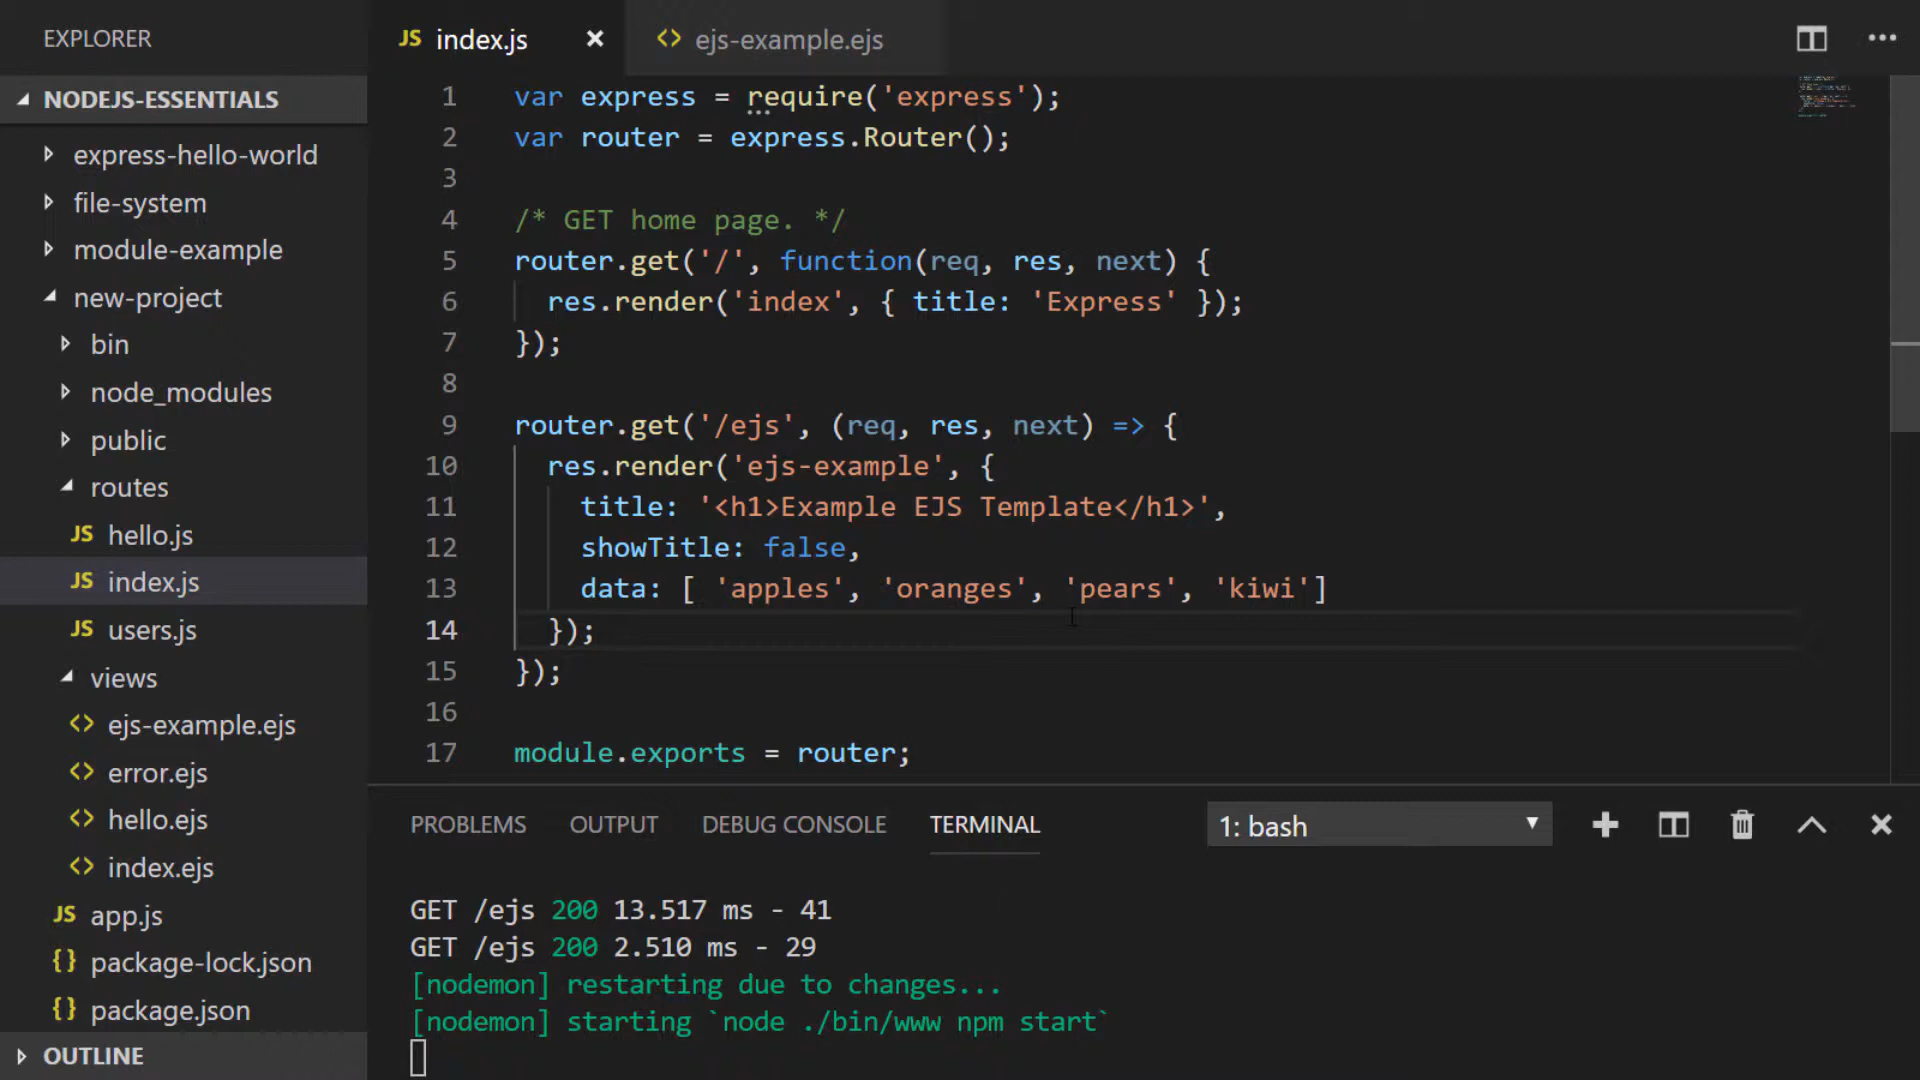 EXPLORER
NODEJS-ESSENTIALS
express-hello-world
file-system
module-example
new-project
bin
node_modules
public
routes
JS hello.js
JS index.js
JS users.js
views
<> ejs-example.ejs
<> error.ejs
<> hello.ejs
<> index.ejs
JS app.js
{} package-lock.json
{} package.json
OUTLINE
JS index.js ×
<> ejs-example.ejs
1 var express = require('express');
2 var router = express.Router();
3
4 /* GET home page. */
5 router.get('/', function(req, res, next) {
6   res.render('index', { title: 'Express' });
7 });
8
9 router.get('/ejs', (req, res, next) => {
10   res.render('ejs-example', {
11     title: '<h1>Example EJS Template</h1>',
12     showTitle: false,
13     data: [ 'apples', 'oranges', 'pears', 'kiwi']
14   });
15 });
16
17 module.exports = router;
PROBLEMS OUTPUT DEBUG CONSOLE TERMINAL 1: bash
GET /ejs 200 13.517 ms - 41
GET /ejs 200 2.510 ms - 29
[nodemon] restarting due to changes...
[nodemon] starting `node ./bin/www npm start`